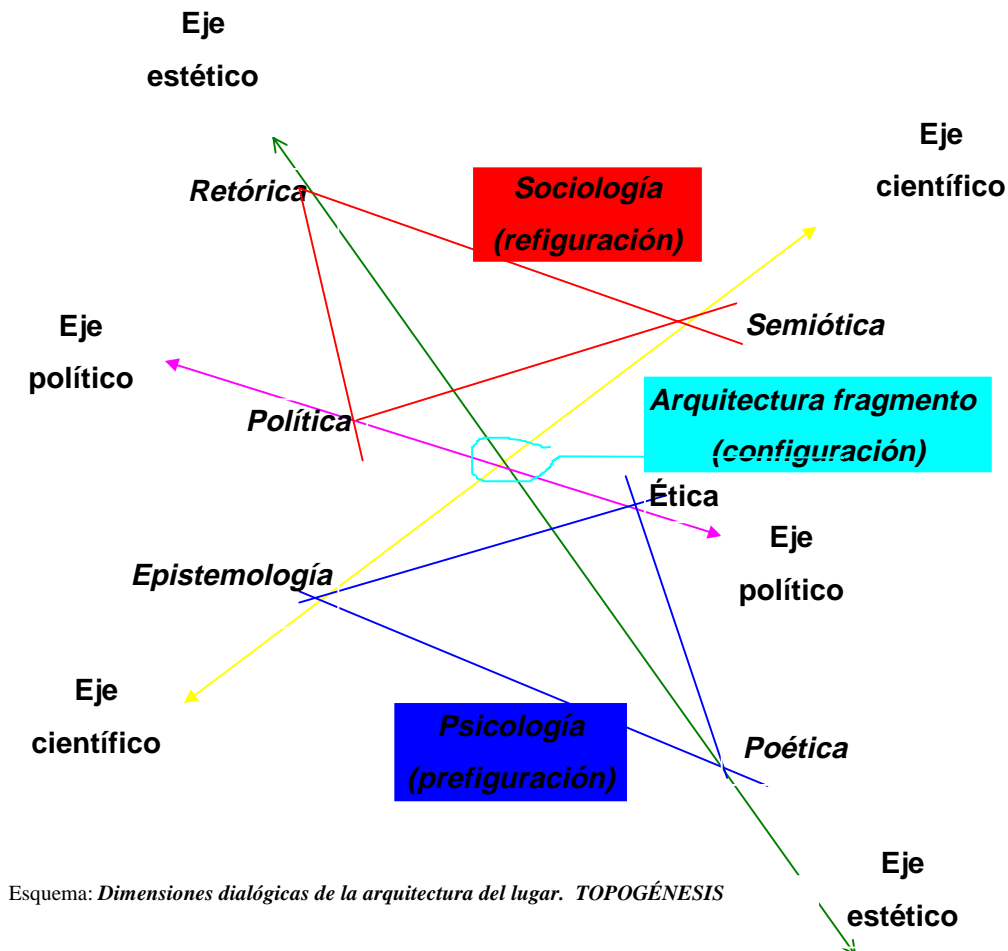 Eje
estético
Eje
científico
Retórica
Sociología
(refiguración)
Semiótica
Eje
político
Política
Arquitectura fragmento
(configuración)
Ética
Eje
político
Epistemología
Eje
científico
Psicología
(prefiguración)
Poética
Eje
estético
Esquema: Dimensiones dialógicas de la arquitectura del lugar. TOPOGÉNESIS